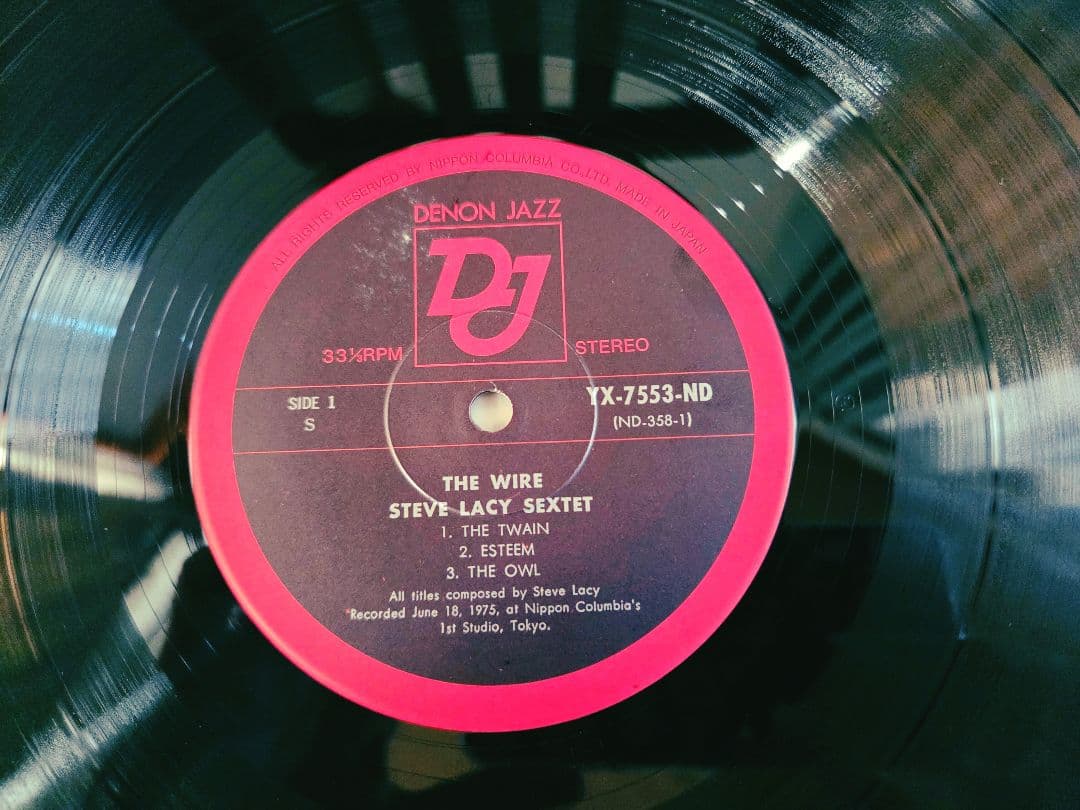 ALL RIGHTS RESERVED BY NIPPON COLUMBIA CO.,LTD. MADE IN JAPAN
DENON JAZZ
DJ
33⅓RPM
STEREO
SIDE 1
S
YX-7553-ND
(ND-358-1)
THE WIRE
STEVE LACY SEXTET
1. THE TWAIN
2. ESTEEM
3. THE OWL
All titles composed by Steve Lacy
Recorded June 18, 1975, at Nippon Columbia's
1st Studio, Tokyo.